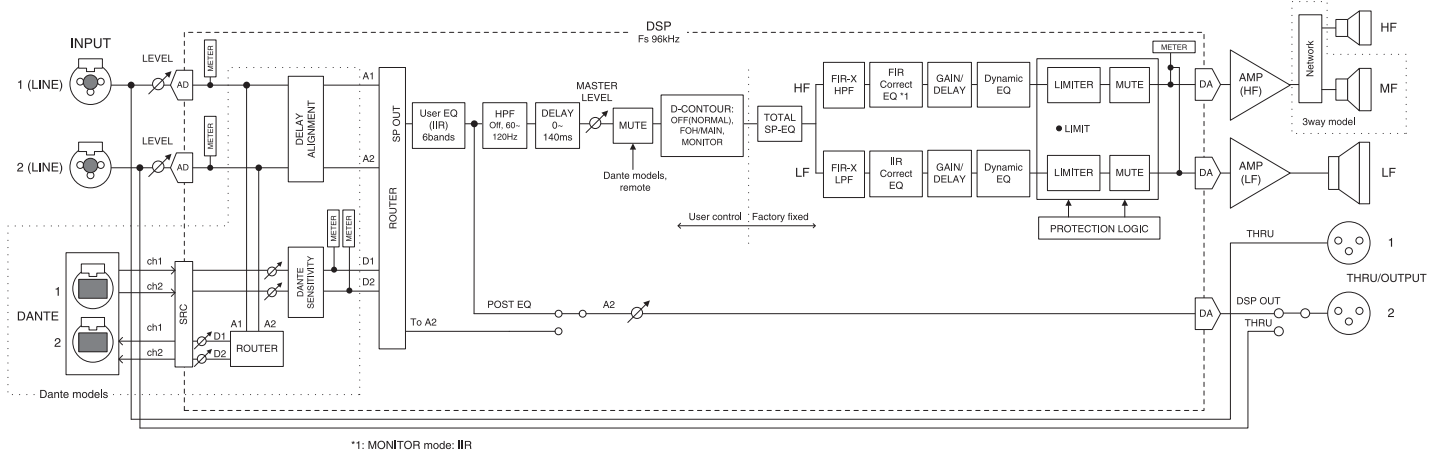 DSP
Fs 96kHz
INPUT
1 (LINE)
LEVEL
AD
METER
2 (LINE)
LEVEL
AD
METER
DELAY
ALIGNMENT
A1
A2
DANTE
1
2
ch1
ch2
ch1
ch2
SRC
DANTE
SENSITIVITY
METER
METER
D1
D2
A1
A2
D1
D2
ROUTER
Dante models
SP OUT
ROUTER
To A2
User EQ
(IIR)
6bands
HPF
Off, 60~
120Hz
DELAY
0~
140ms
MASTER
LEVEL
MUTE
Dante models,
remote
D-CONTOUR:
OFF(NORMAL),
FOH/MAIN,
MONITOR
User control
Factory fixed
TOTAL
SP-EQ
HF
FIR-X
HPF
FIR
Correct
EQ *1
GAIN/
DELAY
Dynamic
EQ
LIMITER
MUTE
METER
● LIMIT
LF
FIR-X
LPF
IIR
Correct
EQ
GAIN/
DELAY
Dynamic
EQ
LIMITER
MUTE
PROTECTION LOGIC
DA
AMP
(HF)
Network
HF
MF
3way model
DA
AMP
(LF)
LF
POST EQ
A2
DA
THRU
1
THRU/OUTPUT
DSP OUT
2
THRU
*1: MONITOR mode: IIR